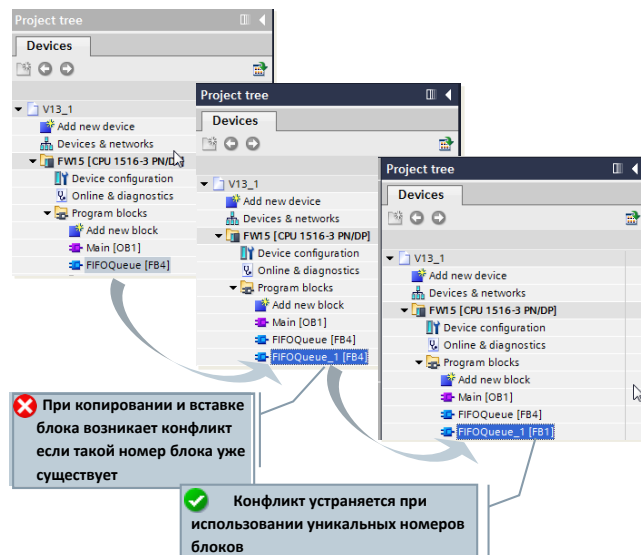 Project tree
Devices
V13_1
Add new device
Devices & networks
FW15 [CPU 1516-3 PN/DP]
Device configuration
Online & diagnostics
Program blocks
Add new block
Main [OB1]
FIFOQueue [FB4]
Project tree
Devices
V13_1
Add new device
Devices & networks
FW15 [CPU 1516-3 PN/DP]
Device configuration
Online & diagnostics
Program blocks
Add new block
Main [OB1]
FIFOQueue [FB4]
FIFOQueue_1 [FB4]
Project tree
Devices
V13_1
Add new device
Devices & networks
FW15 [CPU 1516-3 PN/DP]
Device configuration
Online & diagnostics
Program blocks
Add new block
Main [OB1]
FIFOQueue [FB4]
FIFOQueue_1 [FB1]
При копировании и вставке
блока возникает конфликт
если такой номер блока уже
существует
Конфликт устраняется при
использовании уникальных номеров
блоков